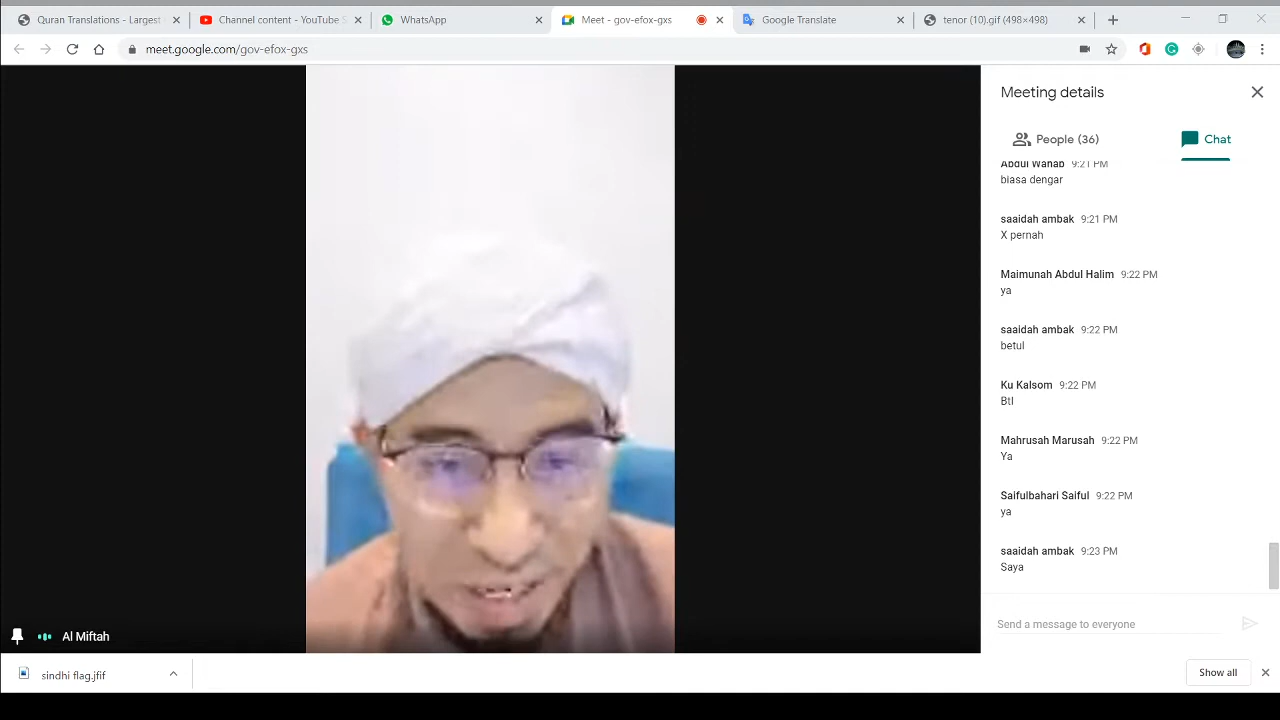 Quran Translations - Largest
Channel content - YouTube S
WhatsApp
Meet - gov-efox-gxs
Google Translate
tenor (10).gif (498×498)
meet.google.com/gov-efox-gxs
Meeting details
People (36)
Chat
Abdul Wahab 9:21 PM
biasa dengar
saaidah ambak 9:21 PM
X pernah
Maimunah Abdul Halim 9:22 PM
ya
saaidah ambak 9:22 PM
betul
Ku Kalsom 9:22 PM
Btl
Mahrusah Marusah 9:22 PM
Ya
Saifulbahari Saiful 9:22 PM
ya
saaidah ambak 9:23 PM
Saya
Send a message to everyone
Al Miftah
sindhi flag.jfif
Show all